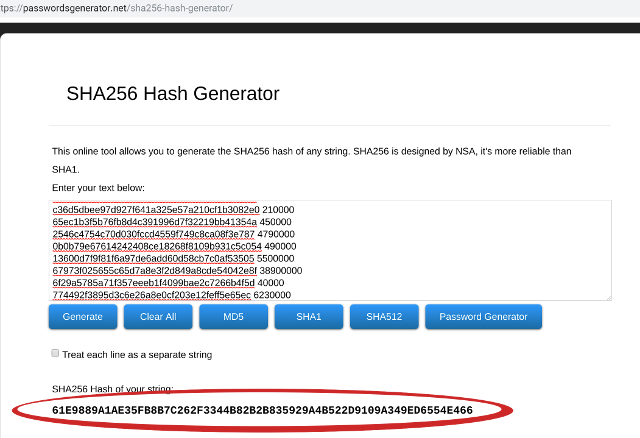 tps://passwordsgenerator.net/sha256-hash-generator/
SHA256 Hash Generator
This online tool allows you to generate the SHA256 hash of any string. SHA256 is designed by NSA, it's more reliable than
SHA1.
Enter your text below:
c36d5dbee97d927f641a325e57a210cf1b3082e0 210000
65ec1b3f5b76fb8d4c391996d7f32219bb41354a 450000
2546c4754c70d030fccd4559f749c8ca08f3e787 4790000
0b0b79e67614242408ce18268f8109b931c5c054 490000
13600d7f9f81f6a97de6add60d58cb7c0af53505 5500000
67973f025655c65d7a8e3f2d849a8cde54042e8f 38900000
6f29a5785a71f357eeeb1f4099bae2c7266b4f5d 40000
774492f3895d3c6e26a8e0cf203e12feff5e65ec 6230000
Generate Clear All MD5 SHA1 SHA512 Password Generator
Treat each line as a separate string
SHA256 Hash of your string:
61E9889A1AE35FB8B7C262F3344B82B2B835929A4B522D9109A349ED6554E466